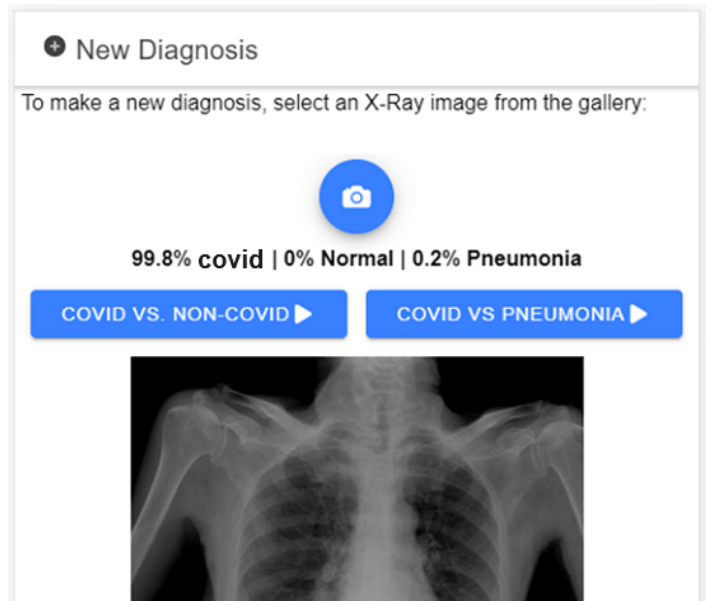 New Diagnosis
To make a new diagnosis, select an X-Ray image from the gallery:
99.8% covid | 0% Normal | 0.2% Pneumonia
COVID VS. NON-COVID
COVID VS PNEUMONIA